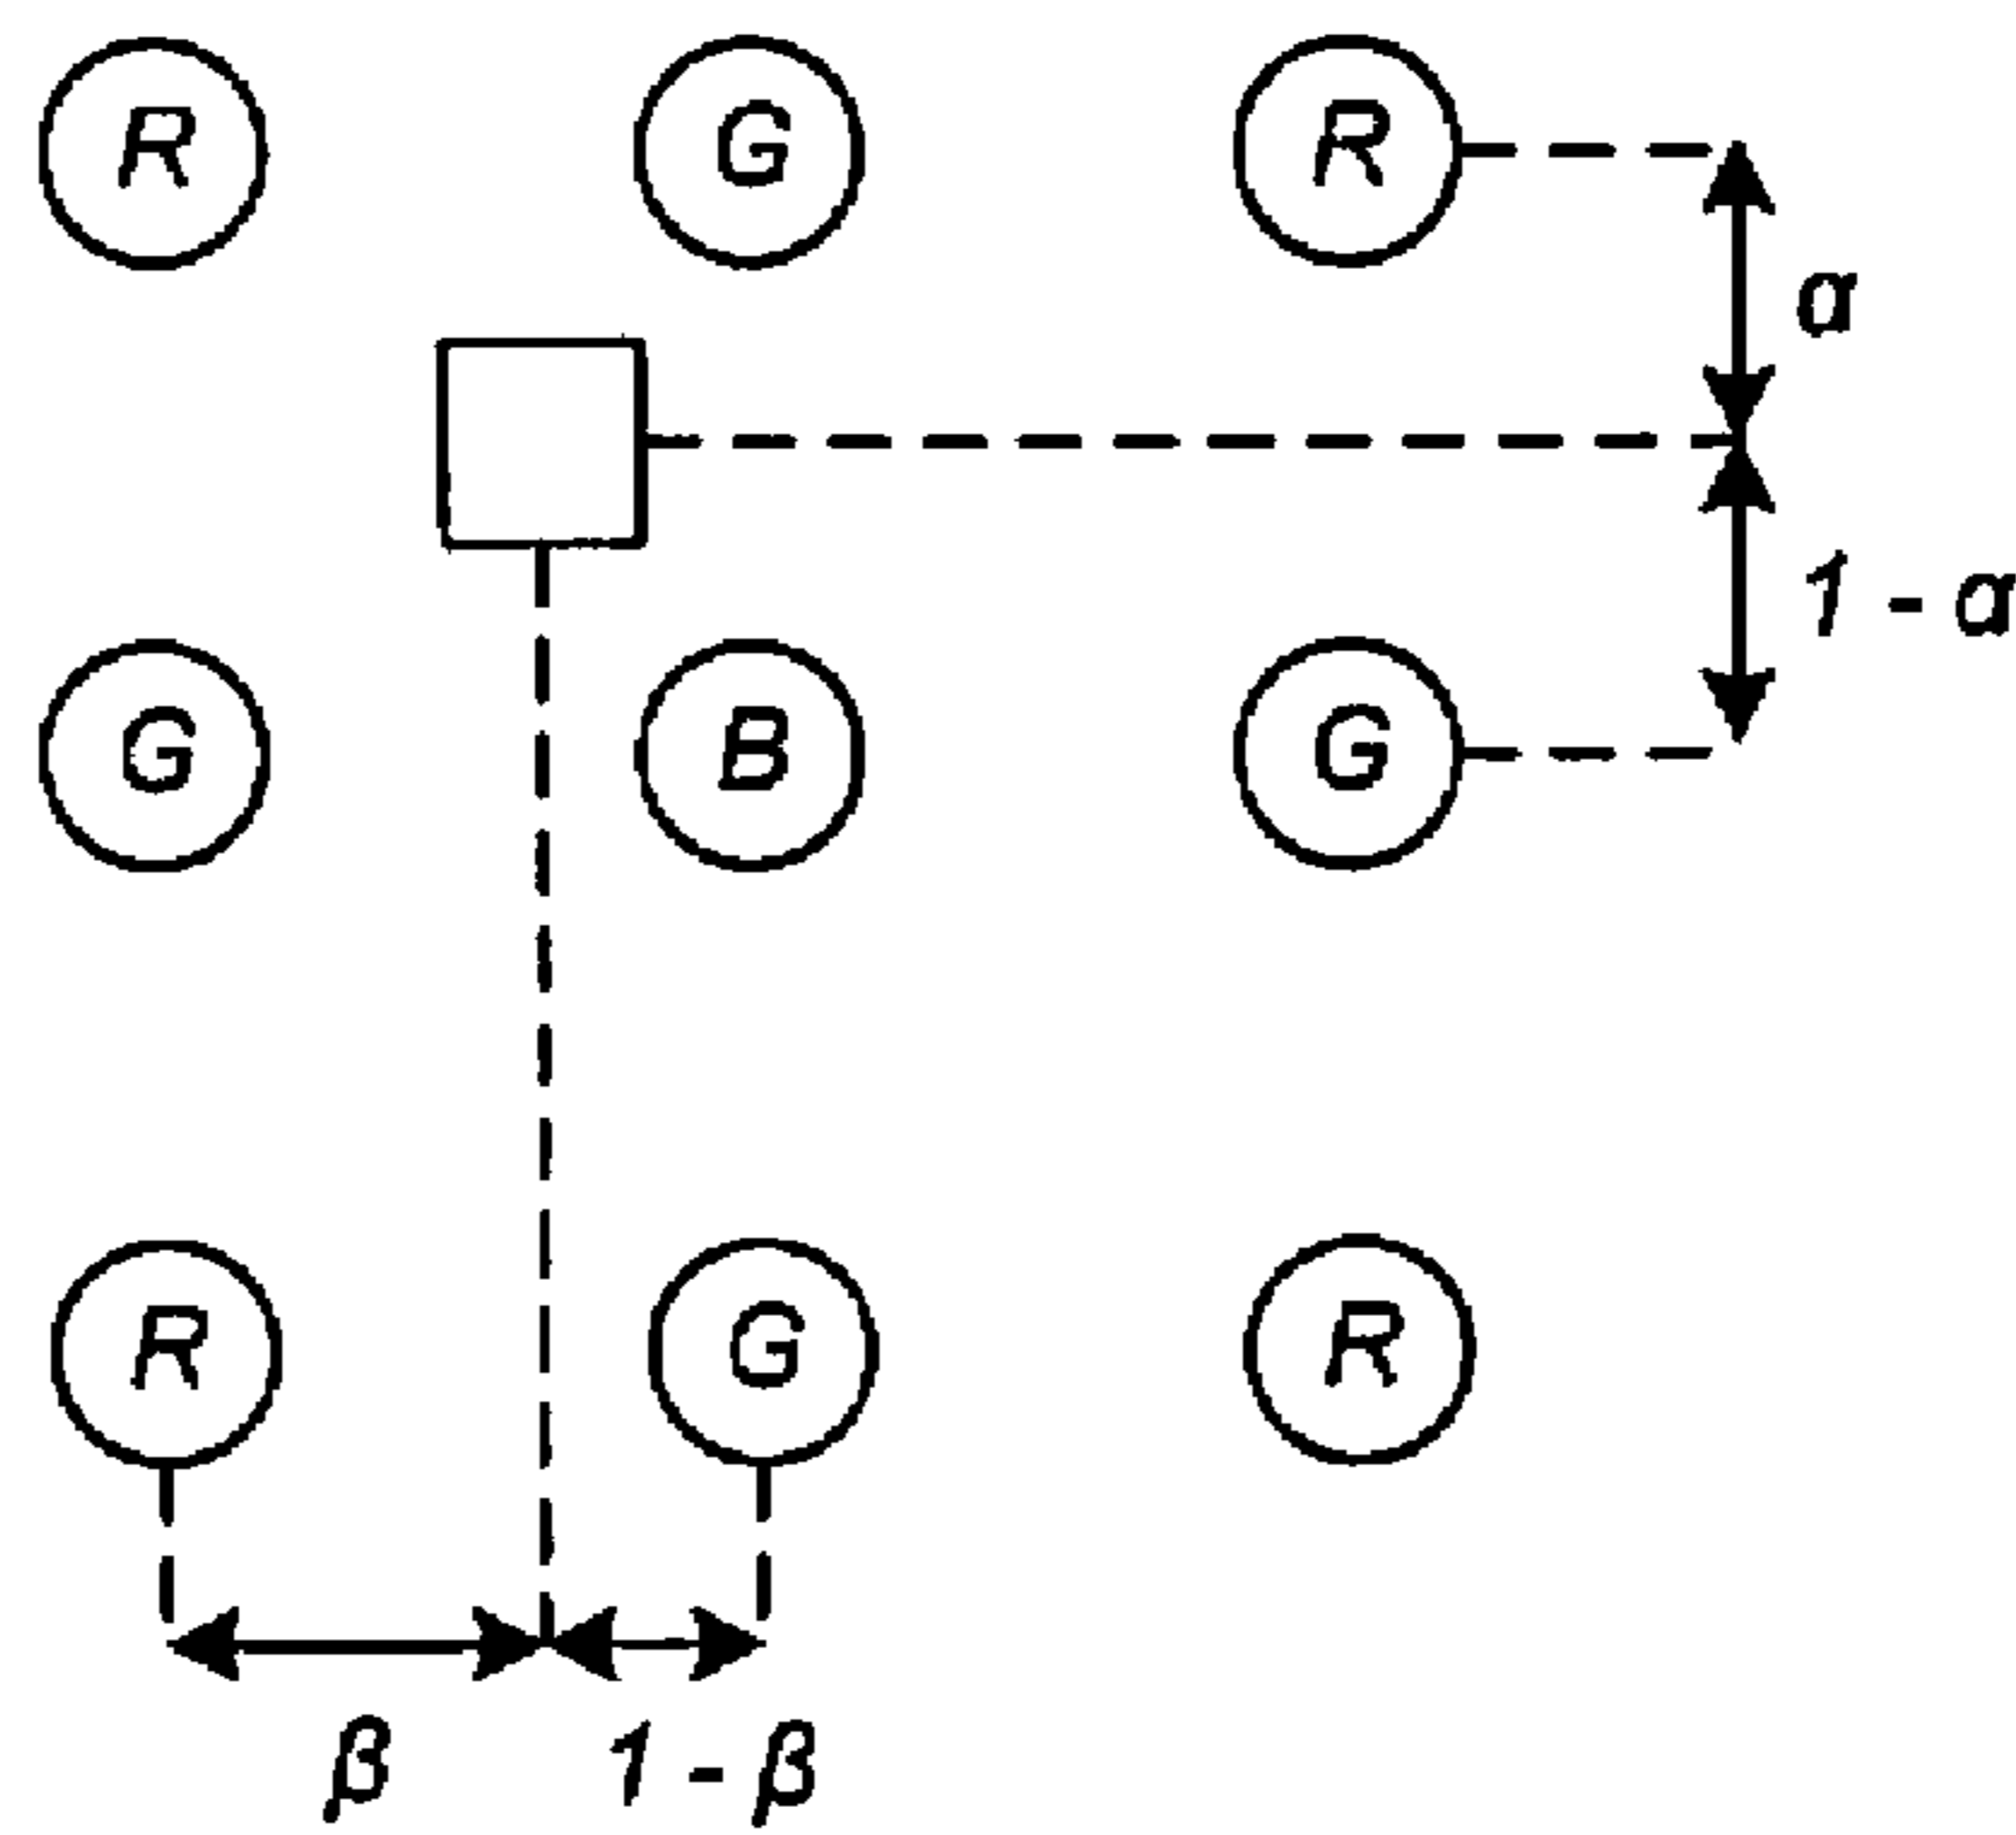 R G R
a
1 - a
G B G
R G R
β 1 - β